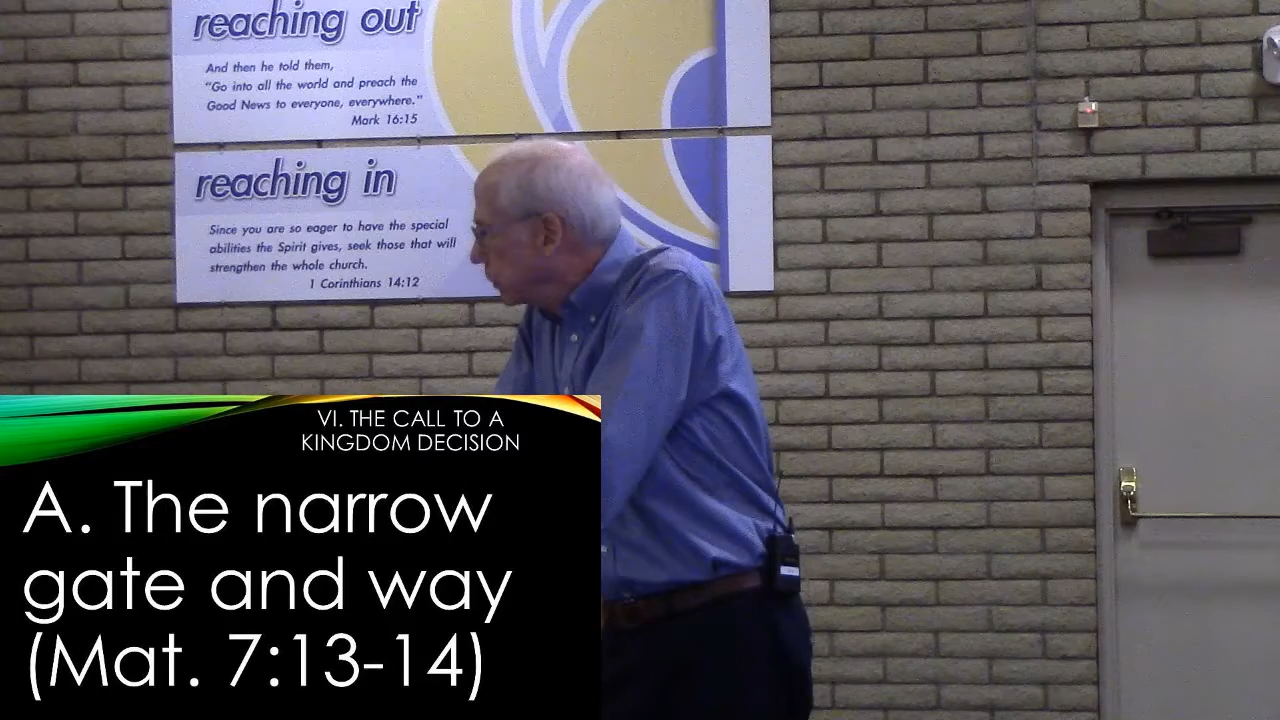 reaching out
And then he told them,
"Go into all the world and preach the
Good News to everyone, everywhere."
Mark 16:15
reaching in
Since you are so eager to have the special
abilities the Spirit gives, seek those that will
strengthen the whole church.
1 Corinthians 14:12
VI. THE CALL TO A
KINGDOM DECISION
A. The narrow
gate and way
(Mat. 7:13-14)